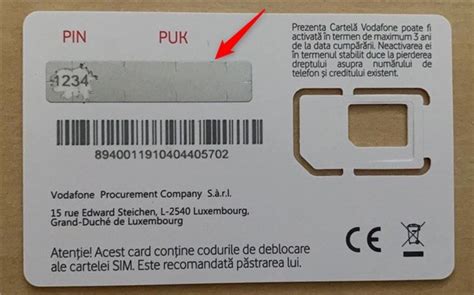 PIN PUK
1234
Prezenta Cartelă Vodafone poate fi
activată în termen de maximum 3 ani
de la data cumpărării. Neactivarea ei
în termenul stabilit duce la pierderea
dreptului asupra numărului de
telefon și creditului existent.
8940011910404405702
Vodafone Procurement Company S.à r.l.
15 rue Edward Steichen, L-2540 Luxembourg,
Grand-Duché de Luxembourg
Atenție! Acest card conține codurile de deblocare
ale cartelei SIM. Este recomandată păstrarea lui.
CE